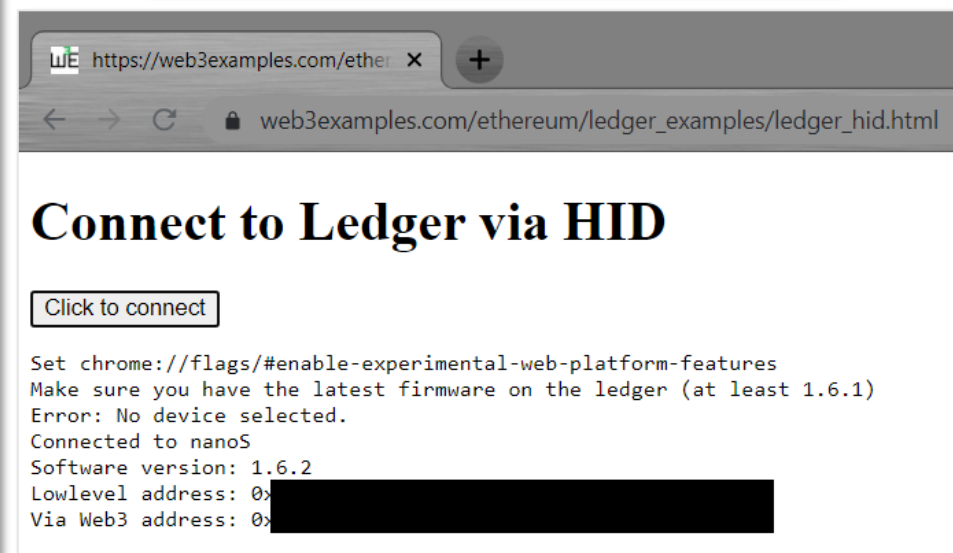 WE https://web3examples.com/ether
web3examples.com/ethereum/ledger_examples/ledger_hid.html
Connect to Ledger via HID
Click to connect
Set chrome://flags/#enable-experimental-web-platform-features
Make sure you have the latest firmware on the ledger (at least 1.6.1)
Error: No device selected.
Connected to nanoS
Software version: 1.6.2
Lowlevel address: 0x
Via Web3 address: 0x